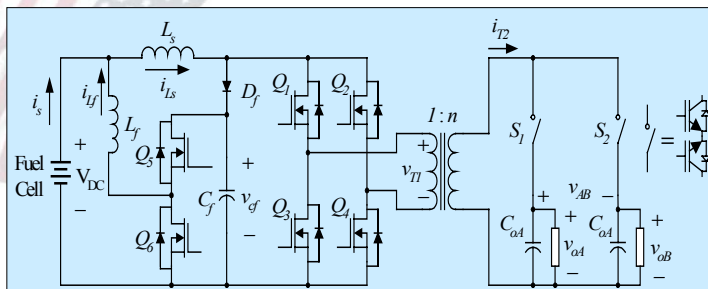 L_s
i_T2
i_s
i_Lf
i_Ls
D_f
Q_1
Q_2
1:n
L_f
S_1
S_2
=
Q_5
+
+
+
Fuel
Cell
V_DC
C_f
v_cf
v_T1
v_AB
−
−
−
Q_6
Q_3
Q_4
+
−
C_oA
+
v_oA
C_oA
+
v_oB
−
−